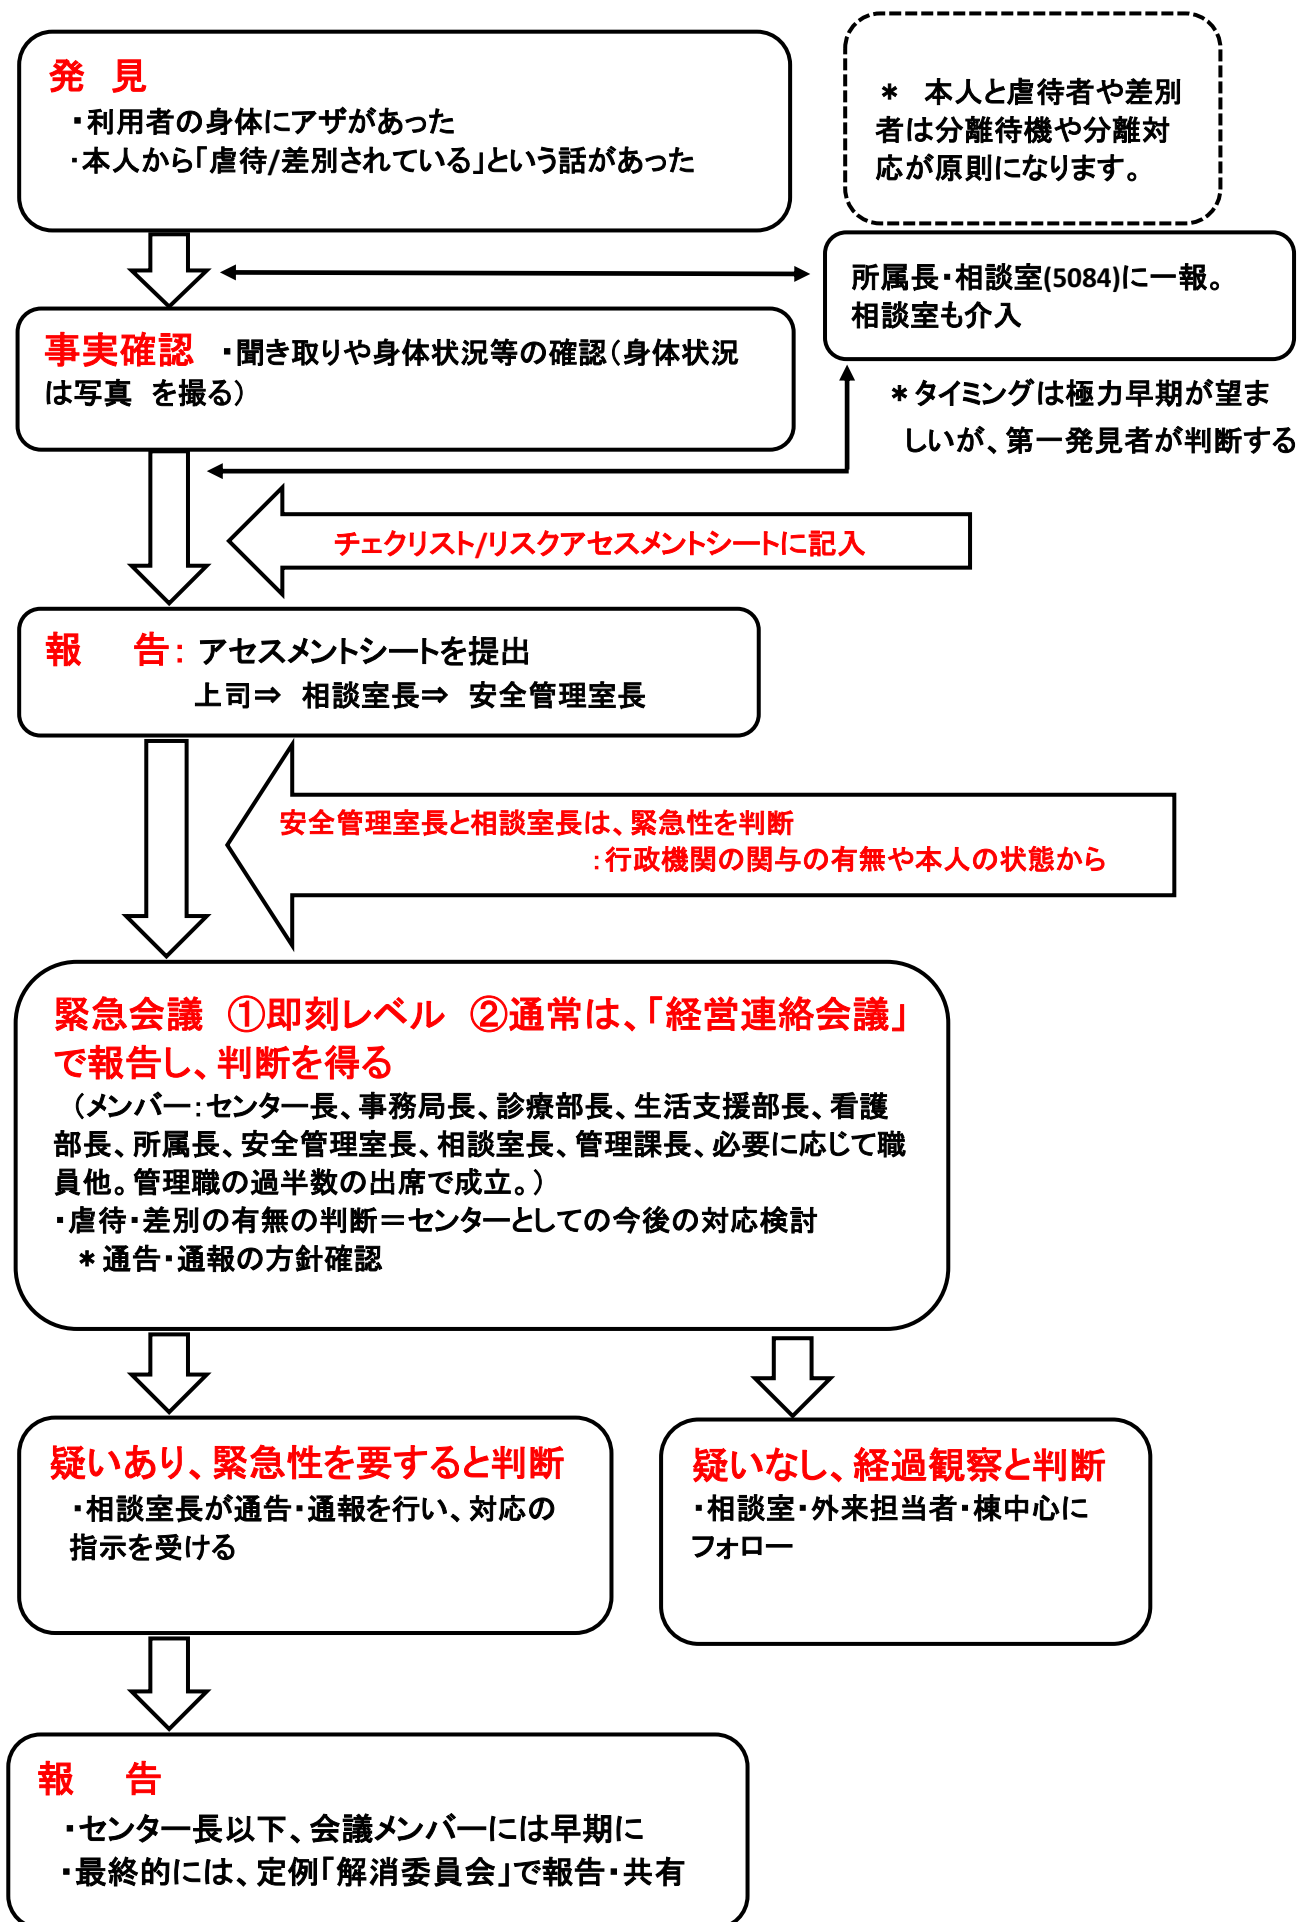 発　見
・利用者の身体にアザがあった
・本人から「虐待/差別されている」という話があった
＊　本人と虐待者や差別
者は分離待機や分離対
応が原則になります。
所属長・相談室(5084)に一報。
相談室も介入
事実確認　・聞き取りや身体状況等の確認（身体状況
は写真　を撮る）
＊タイミングは極力早期が望ま
しいが、第一発見者が判断する
チェクリスト/リスクアセスメントシートに記入
報　　告：アセスメントシートを提出
上司⇒　相談室長⇒　安全管理室長
安全管理室長と相談室長は、緊急性を判断
：行政機関の関与の有無や本人の状態から
緊急会議　①即刻レベル　②通常は、「経営連絡会議」
で報告し、判断を得る
（メンバー：センター長、事務局長、診療部長、生活支援部長、看護
部長、所属長、安全管理室長、相談室長、管理課長、必要に応じて職
員他。管理職の過半数の出席で成立。）
・虐待・差別の有無の判断＝センターとしての今後の対応検討
＊通告・通報の方針確認
疑いあり、緊急性を要すると判断
・相談室長が通告・通報を行い、対応の
指示を受ける
疑いなし、経過観察と判断
・相談室・外来担当者・棟中心に
フォロー
報　　告
・センター長以下、会議メンバーには早期に
・最終的には、定例「解消委員会」で報告・共有